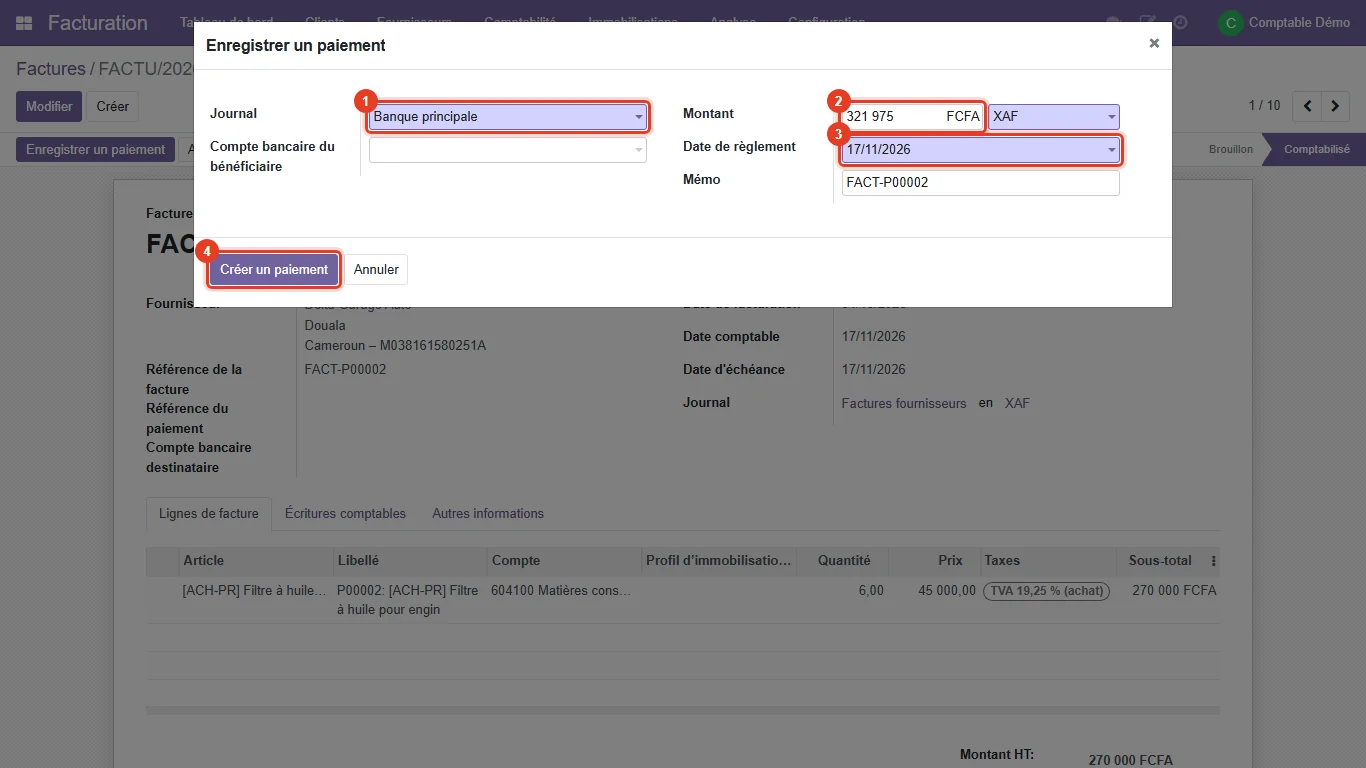 Facturation
Comptable Démo
Enregistrer un paiement
Factures / FACTU/202
Modifier
Créer
1 / 10
Enregistrer un paiement
Brouillon
Comptabilisé
1
Journal
Banque principale
Compte bancaire du
bénéficiaire
2
Montant
321 975 FCFA
XAF
3
Date de règlement
17/11/2026
Mémo
FACT-P00002
4
Créer un paiement
Annuler
Facture
FAC
Fournisseur
Douala
Cameroun – M038161580251A
Référence de la
facture
FACT-P00002
Référence du
paiement
Compte bancaire
destinataire
Date comptable
17/11/2026
Date d'échéance
17/11/2026
Journal
Factures fournisseurs en XAF
Lignes de facture
Écritures comptables
Autres informations
Article Libellé Compte Profil d’immobilisatio… Quantité Prix Taxes Sous-total
[ACH-PR] Filtre à huile… P00002: [ACH-PR] Filtre 604100 Matières cons… 6,00 45 000,00 TVA 19,25 % (achat) 270 000 FCFA
à huile pour engin
Montant HT: 270 000 FCFA